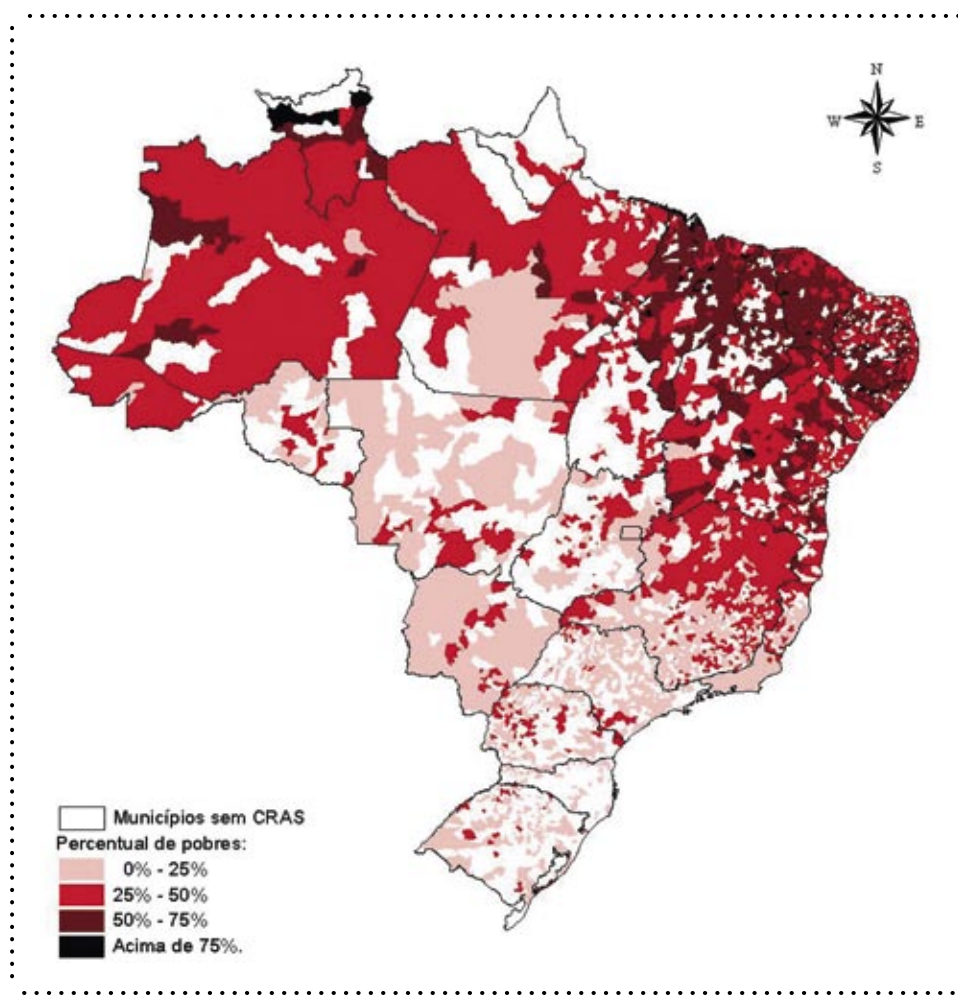 N
W E
S
Municípios sem CRAS
Percentual de pobres:
0% - 25%
25% - 50%
50% - 75%
Acima de 75%.